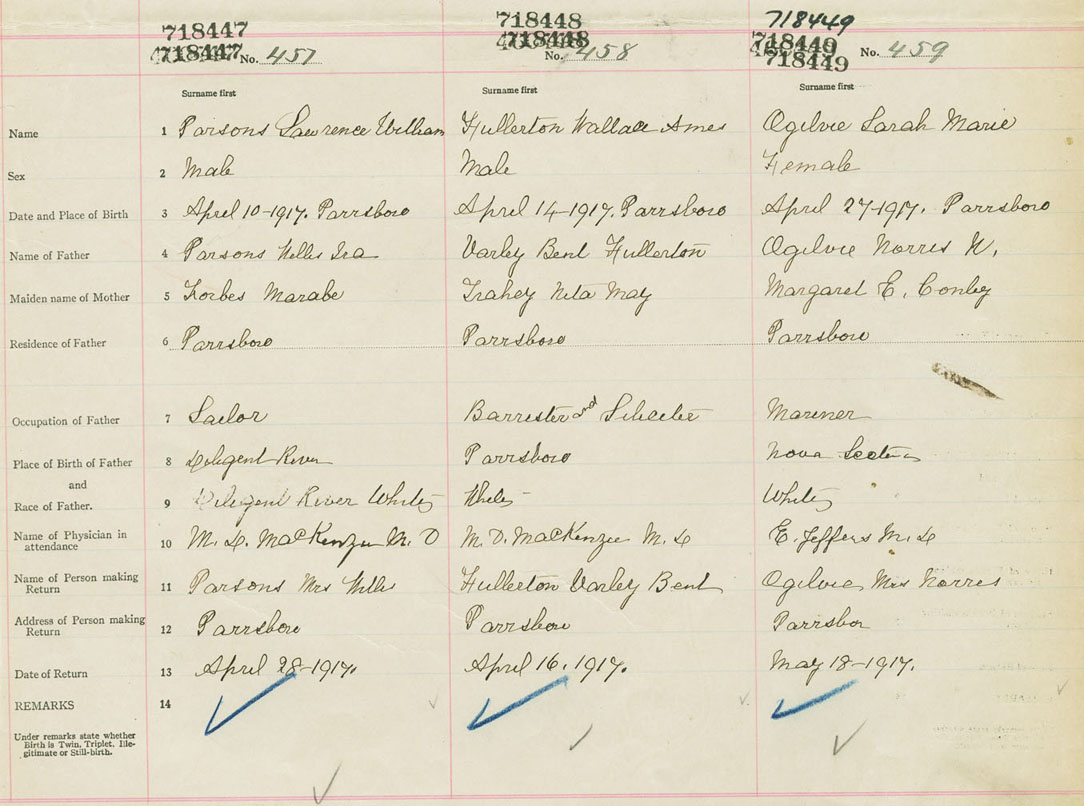 718447 718448 718449
718447 No. 457 718448 No. 458 718449 No. 459
718449
Surname first Surname first Surname first
Name 1 Parsons Lawrence William Fullerton Wallace Ames Ogilvie Sarah Marie
Sex 2 Male Male Female
Date and Place of Birth 3 April 10-1917. Parrsboro April 14-1917. Parrsboro April 27-1917. Parrsboro
Name of Father 4 Parsons Willis Ira Varley Bent Fullerton Ogilvie Norris W.
Maiden name of Mother 5 Forbes Marabe Trahey Nita May Margaret E. Conley
Residence of Father 6 Parrsboro Parrsboro Parrsboro
Occupation of Father 7 Sailor Barrister and Mariner
Place of Birth of Father 8 Diligent River Parrsboro Nova Scotia
and
Race of Father. 9 Diligent River White White White
Name of Physician in
attendance 10 M. D. MacKenzie M. D M. D. MacKenzie M. D E. Jeffers M. D
Name of Person making
Return 11 Parsons Mrs Willis Fullerton Varley Bent Ogilvie Mrs Norris
Address of Person making
Return 12 Parrsboro Parrsboro Parrsboro
Date of Return 13 April 28-1917. April 16. 1917. May 18-1917.
REMARKS 14
Under remarks state whether
Birth is Twin, Triplet, Ille-
gitimate or Still-birth.